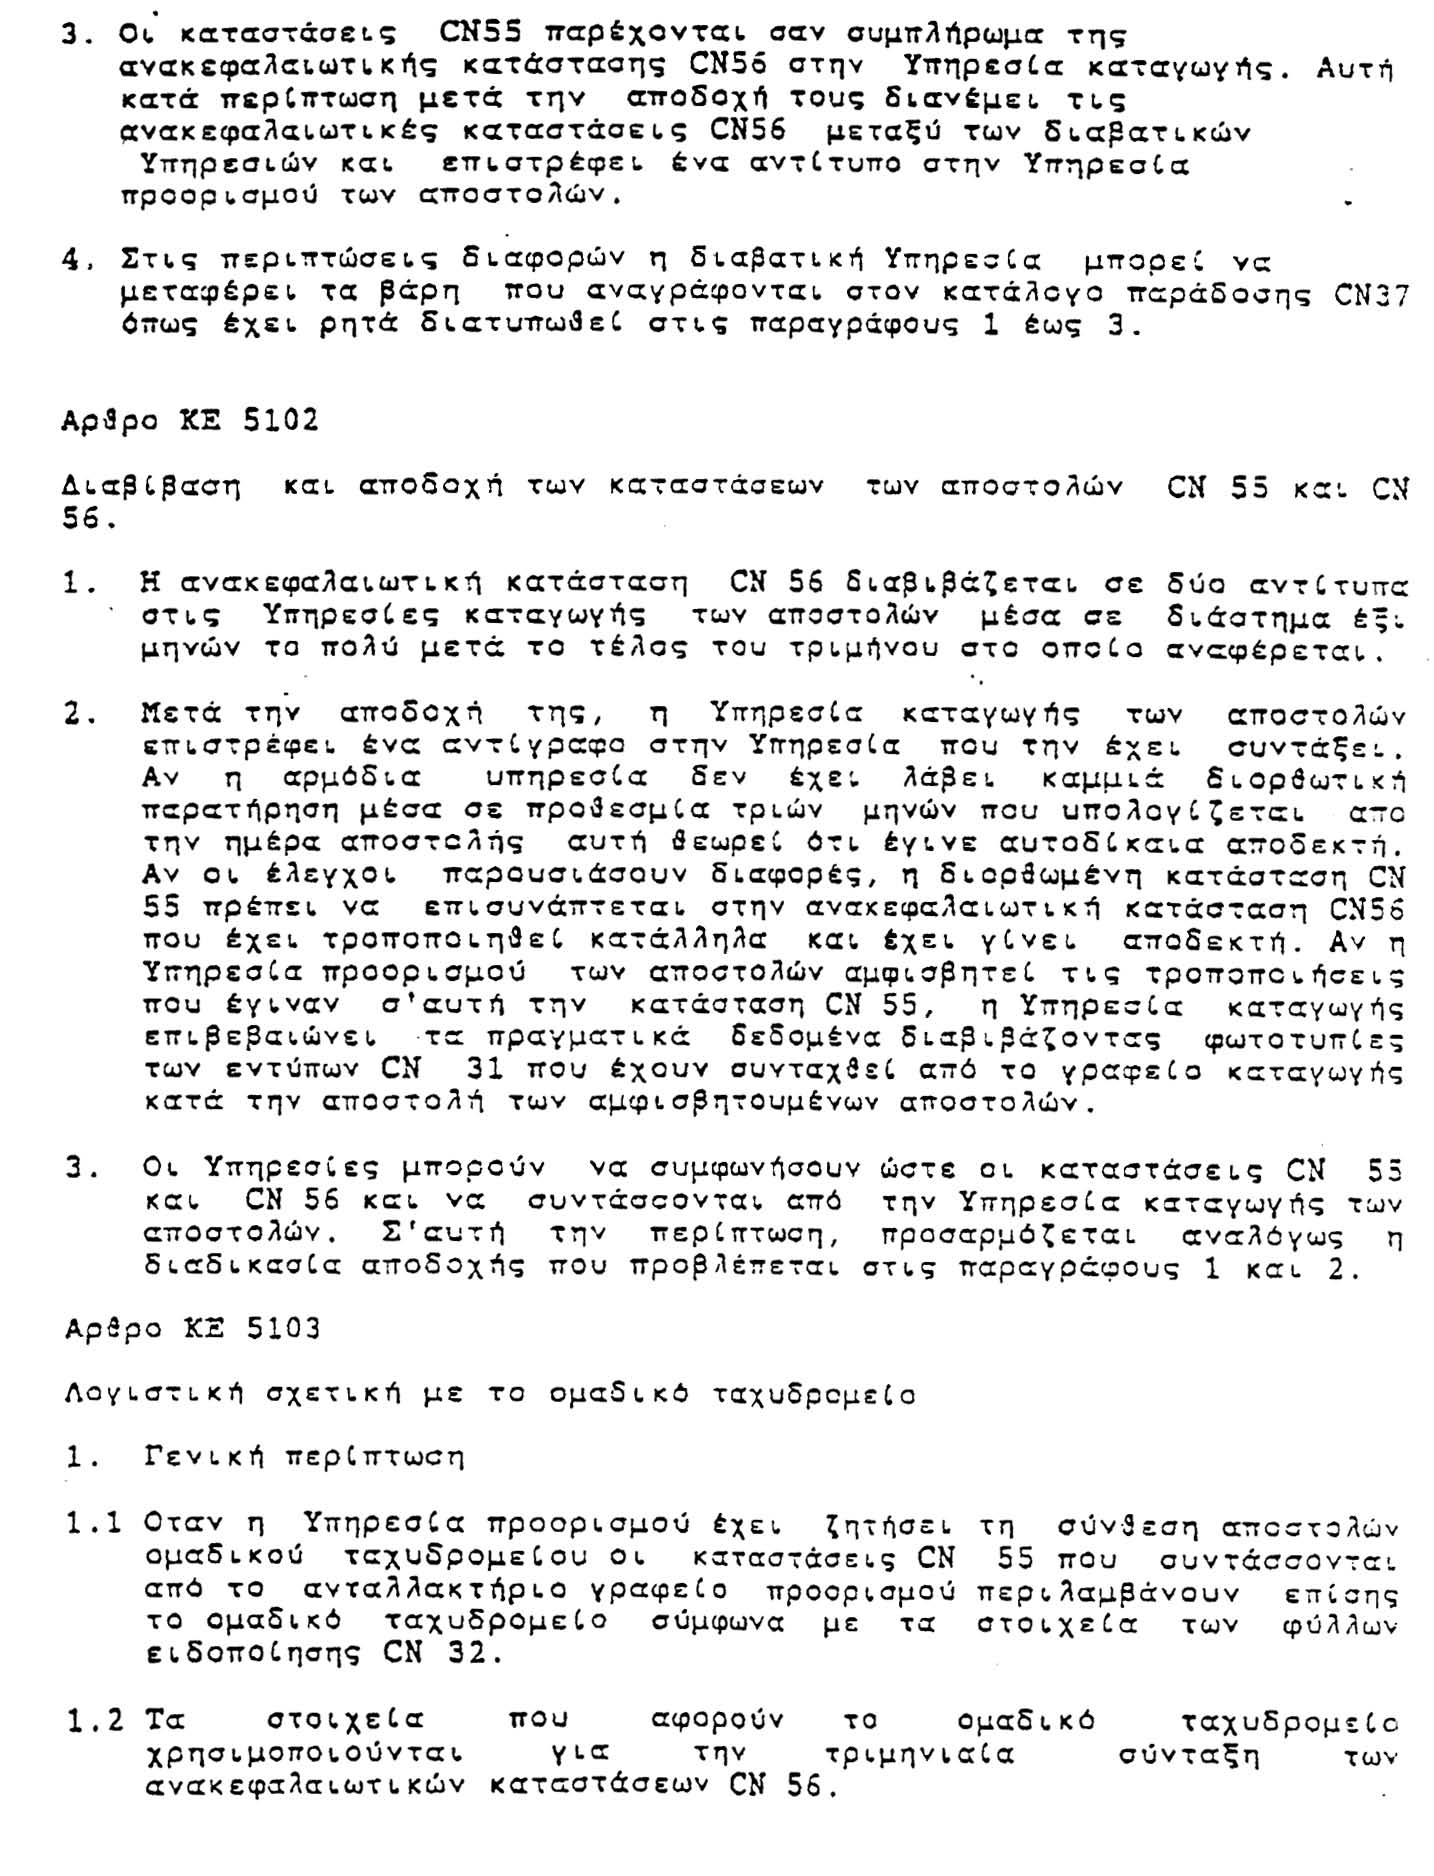 3. Οι καταστάσεις CN55 παρέχονται σαν συμπλήρωμα της
ανακεφαλαιωτικής κατάστασης CN56 στην Υπηρεσία καταγωγής. Αυτή
κατά περίπτωση μετά την αποδοχή τους διανέμει τις
ανακεφαλαιωτικές καταστάσεις CN56 μεταξύ των διαβατικών
Υπηρεσιών και επιστρέφει ένα αντίτυπο στην Υπηρεσία
προορισμού των αποστολών.
4. Στις περιπτώσεις διαφορών η διαβατική Υπηρεσία μπορεί να
μεταφέρει τα βάρη που αναγράφονται στον κατάλογο παράδοσης CN37
όπως έχει ρητά διατυπωθεί στις παραγράφους 1 έως 3.
Αρθρο ΚΕ 5102
Διαβίβαση και αποδοχή των καταστάσεων των αποστολών CN 55 και CN
56.
1. Η ανακεφαλαιωτική κατάσταση CN 56 διαβιβάζεται σε δύο αντίτυπα
στις Υπηρεσίες καταγωγής των αποστολών μέσα σε διάστημα έξι
μηνών το πολύ μετά το τέλος του τριμήνου στο οποίο αναφέρεται.
2. Μετά την αποδοχή της, η Υπηρεσία καταγωγής των αποστολών
επιστρέφει ένα αντίγραφο στην Υπηρεσία που την έχει συντάξει.
Αν η αρμόδια υπηρεσία δεν έχει λάβει καμμιά διορθωτική
παρατήρηση μέσα σε προθεσμία τριών μηνών που υπολογίζεται απο
την ημέρα αποστολής αυτή θεωρεί ότι έγινε αυτοδίκαια αποδεκτή.
Αν οι έλεγχοι παρουσιάσουν διαφορές, η διορθωμένη κατάσταση CN
55 πρέπει να επισυνάπτεται στην ανακεφαλαιωτική κατάσταση CN56
που έχει τροποποιηθεί κατάλληλα και έχει γίνει αποδεκτή. Αν η
Υπηρεσία προορισμού των αποστολών αμφισβητεί τις τροποποιήσεις
που έγιναν σ'αυτή την κατάσταση CN 55, η Υπηρεσία καταγωγής
επιβεβαιώνει τα πραγματικά δεδομένα διαβιβάζοντας φωτοτυπίες
των εντύπων CN 31 που έχουν συνταχθεί από το γραφείο καταγωγής
κατά την αποστολή των αμφισβητουμένων αποστολών.
3. Οι Υπηρεσίες μπορούν να συμφωνήσουν ώστε οι καταστάσεις CN 55
και CN 56 και να συντάσσονται από την Υπηρεσία καταγωγής των
αποστολών. Σ'αυτή την περίπτωση, προσαρμόζεται αναλόγως η
διαδικασία αποδοχής που προβλέπεται στις παραγράφους 1 και 2.
Αρθρο ΚΕ 5103
Λογιστική σχετική με το ομαδικό ταχυδρομείο
1. Γενική περίπτωση
1.1 Οταν η Υπηρεσία προορισμού έχει ζητήσει τη σύνθεση αποστολών
ομαδικού ταχυδρομείου οι καταστάσεις CN 55 που συντάσσονται
από το ανταλλακτήριο γραφείο προορισμού περιλαμβάνουν επίσης
το ομαδικό ταχυδρομείο σύμφωνα με τα στοιχεία των φύλλων
ειδοποίησης CN 32.
1.2 Τα στοιχεία που αφορούν το ομαδικό ταχυδρομείο
χρησιμοποιούνται για την τριμηνιαία σύνταξη των
ανακεφαλαιωτικών καταστάσεων CN 56.